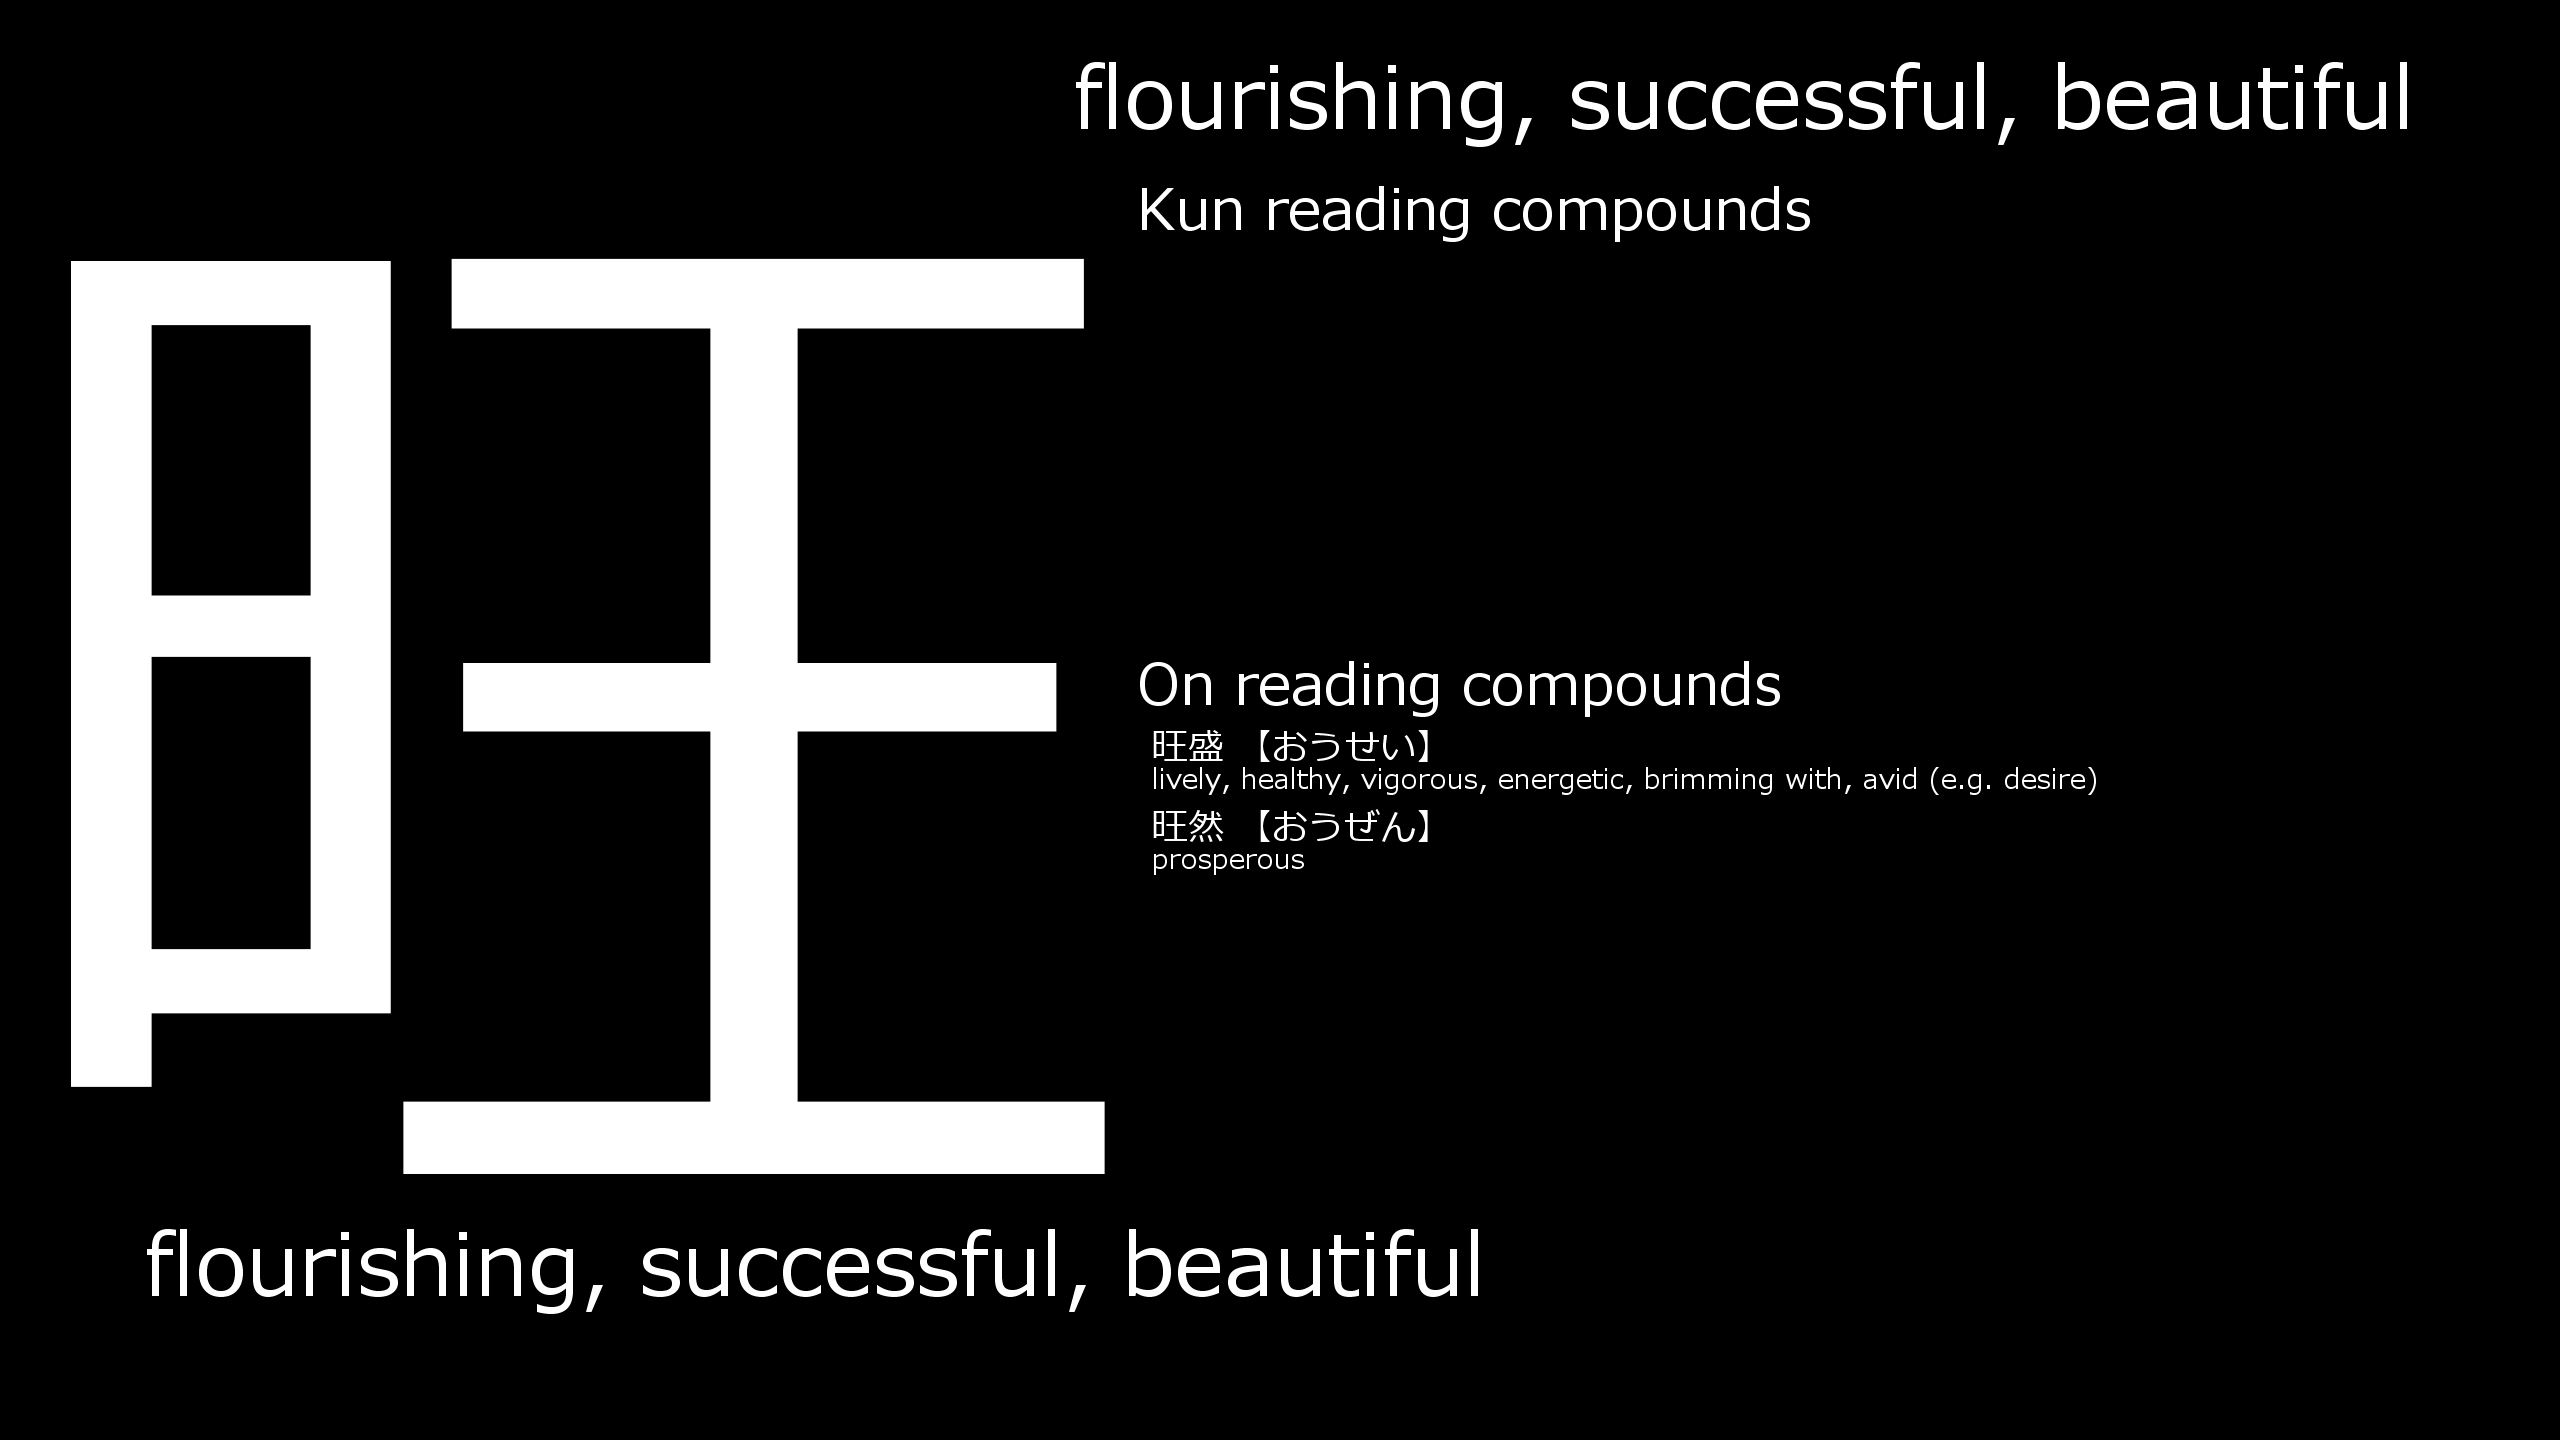 flourishing, successful, beautiful
Kun reading compounds
旺
On reading compounds
旺盛 【おうせい】
lively, healthy, vigorous, energetic, brimming with, avid (e.g. desire)
旺然 【おうぜん】
prosperous
flourishing, successful, beautiful